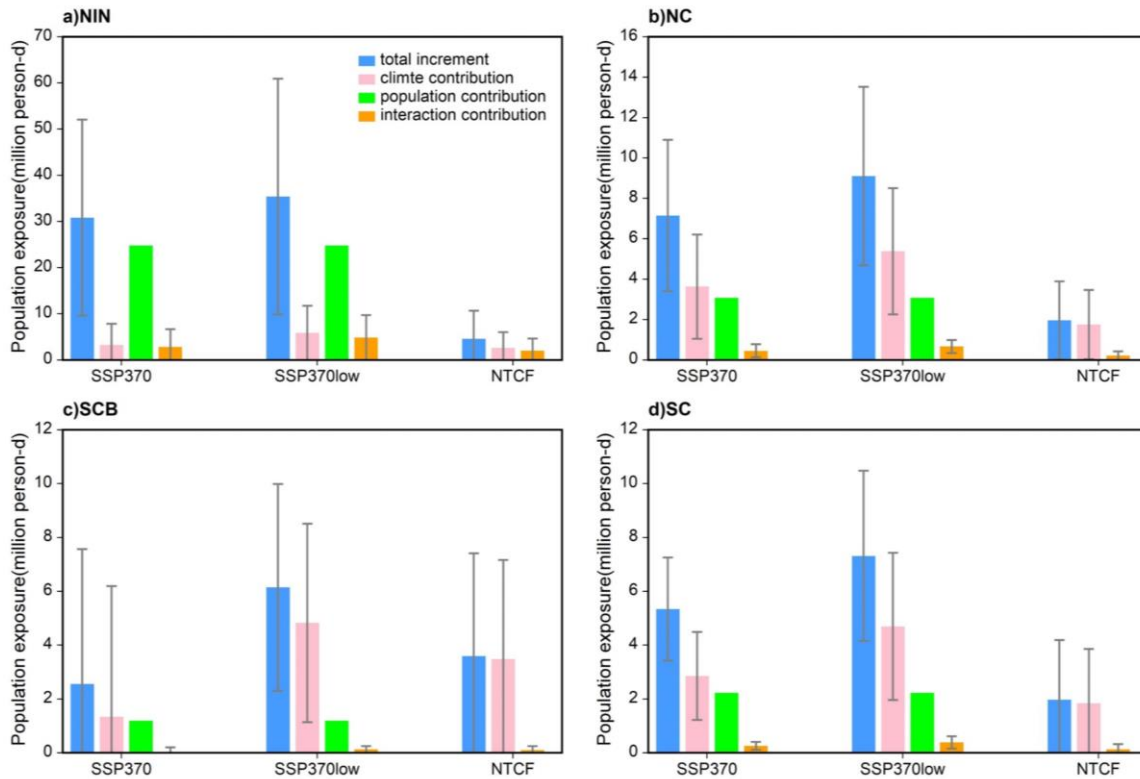 a)NIN
Population exposure(million person-d)
70
60
50
40
30
20
10
0
total increment
climte contribution
population contribution
interaction contribution
SSP370 SSP370low NTCF
b)NC
Population exposure(million person-d)
16
14
12
10
8
6
4
2
0
SSP370 SSP370low NTCF
c)SCB
Population exposure(million person-d)
12
10
8
6
4
2
0
SSP370 SSP370low NTCF
d)SC
Population exposure(million person-d)
12
10
8
6
4
2
0
SSP370 SSP370low NTCF